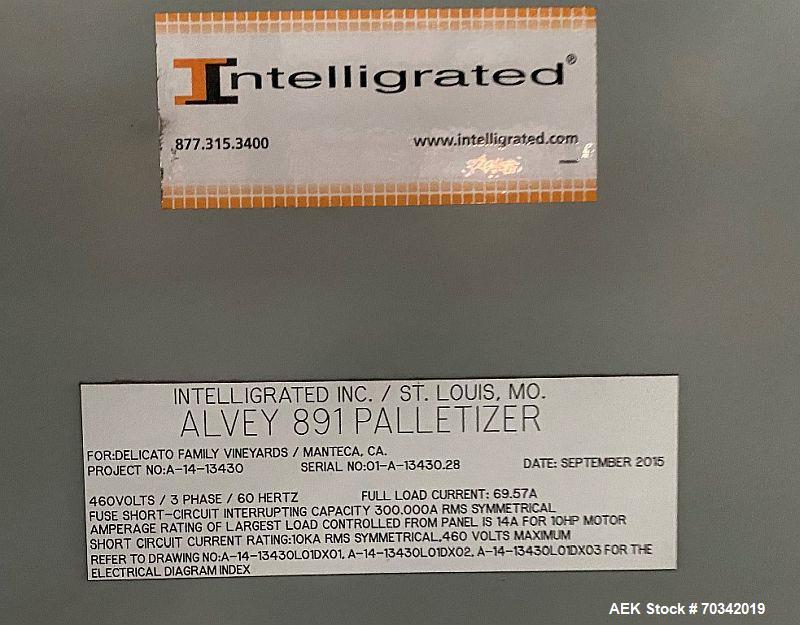 Intelligrated®
877.315.3400 www.intelligrated.com
INTELLIGRATED INC. / ST. LOUIS, MO.
ALVEY 891 PALLETIZER
FOR:DELICATO FAMILY VINEYARDS / MANTECA, CA.
PROJECT NO:A-14-13430 SERIAL NO:01-A-13430.28 DATE: SEPTEMBER 2015
460VOLTS / 3 PHASE / 60 HERTZ FULL LOAD CURRENT: 69.57A
FUSE SHORT-CIRCUIT INTERRUPTING CAPACITY 300.000A RMS SYMMETRICAL
AMPERAGE RATING OF LARGEST LOAD CONTROLLED FROM PANEL IS 14A FOR 10HP MOTOR
SHORT CIRCUIT CURRENT RATING:10KA RMS SYMMETRICAL,460 VOLTS MAXIMUM
REFER TO DRAWING NO:A-14-13430L01DX01, A-14-13430L01DX02, A-14-13430L01DX03 FOR THE
ELECTRICAL DIAGRAM INDEX
AEK Stock # 70342019